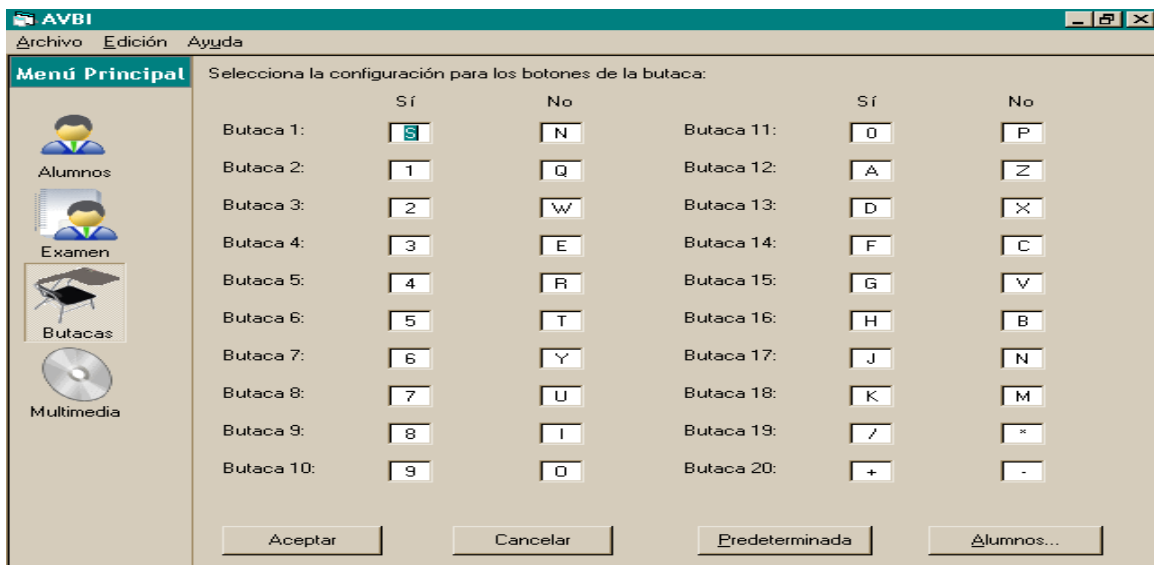 AVBI
Archivo Edición Ayuda
Menú Principal
Alumnos
Examen
Butacas
Multimedia
Selecciona la configuración para los botones de la butaca:
Sí No Sí No
Butaca 1: S N Butaca 11: 0 P
Butaca 2: 1 Q Butaca 12: A Z
Butaca 3: 2 W Butaca 13: D X
Butaca 4: 3 E Butaca 14: F C
Butaca 5: 4 R Butaca 15: G V
Butaca 6: 5 T Butaca 16: H B
Butaca 7: 6 Y Butaca 17: J N
Butaca 8: 7 U Butaca 18: K M
Butaca 9: 8 I Butaca 19: / *
Butaca 10: 9 O Butaca 20: + -
Aceptar Cancelar Predeterminada Alumnos...